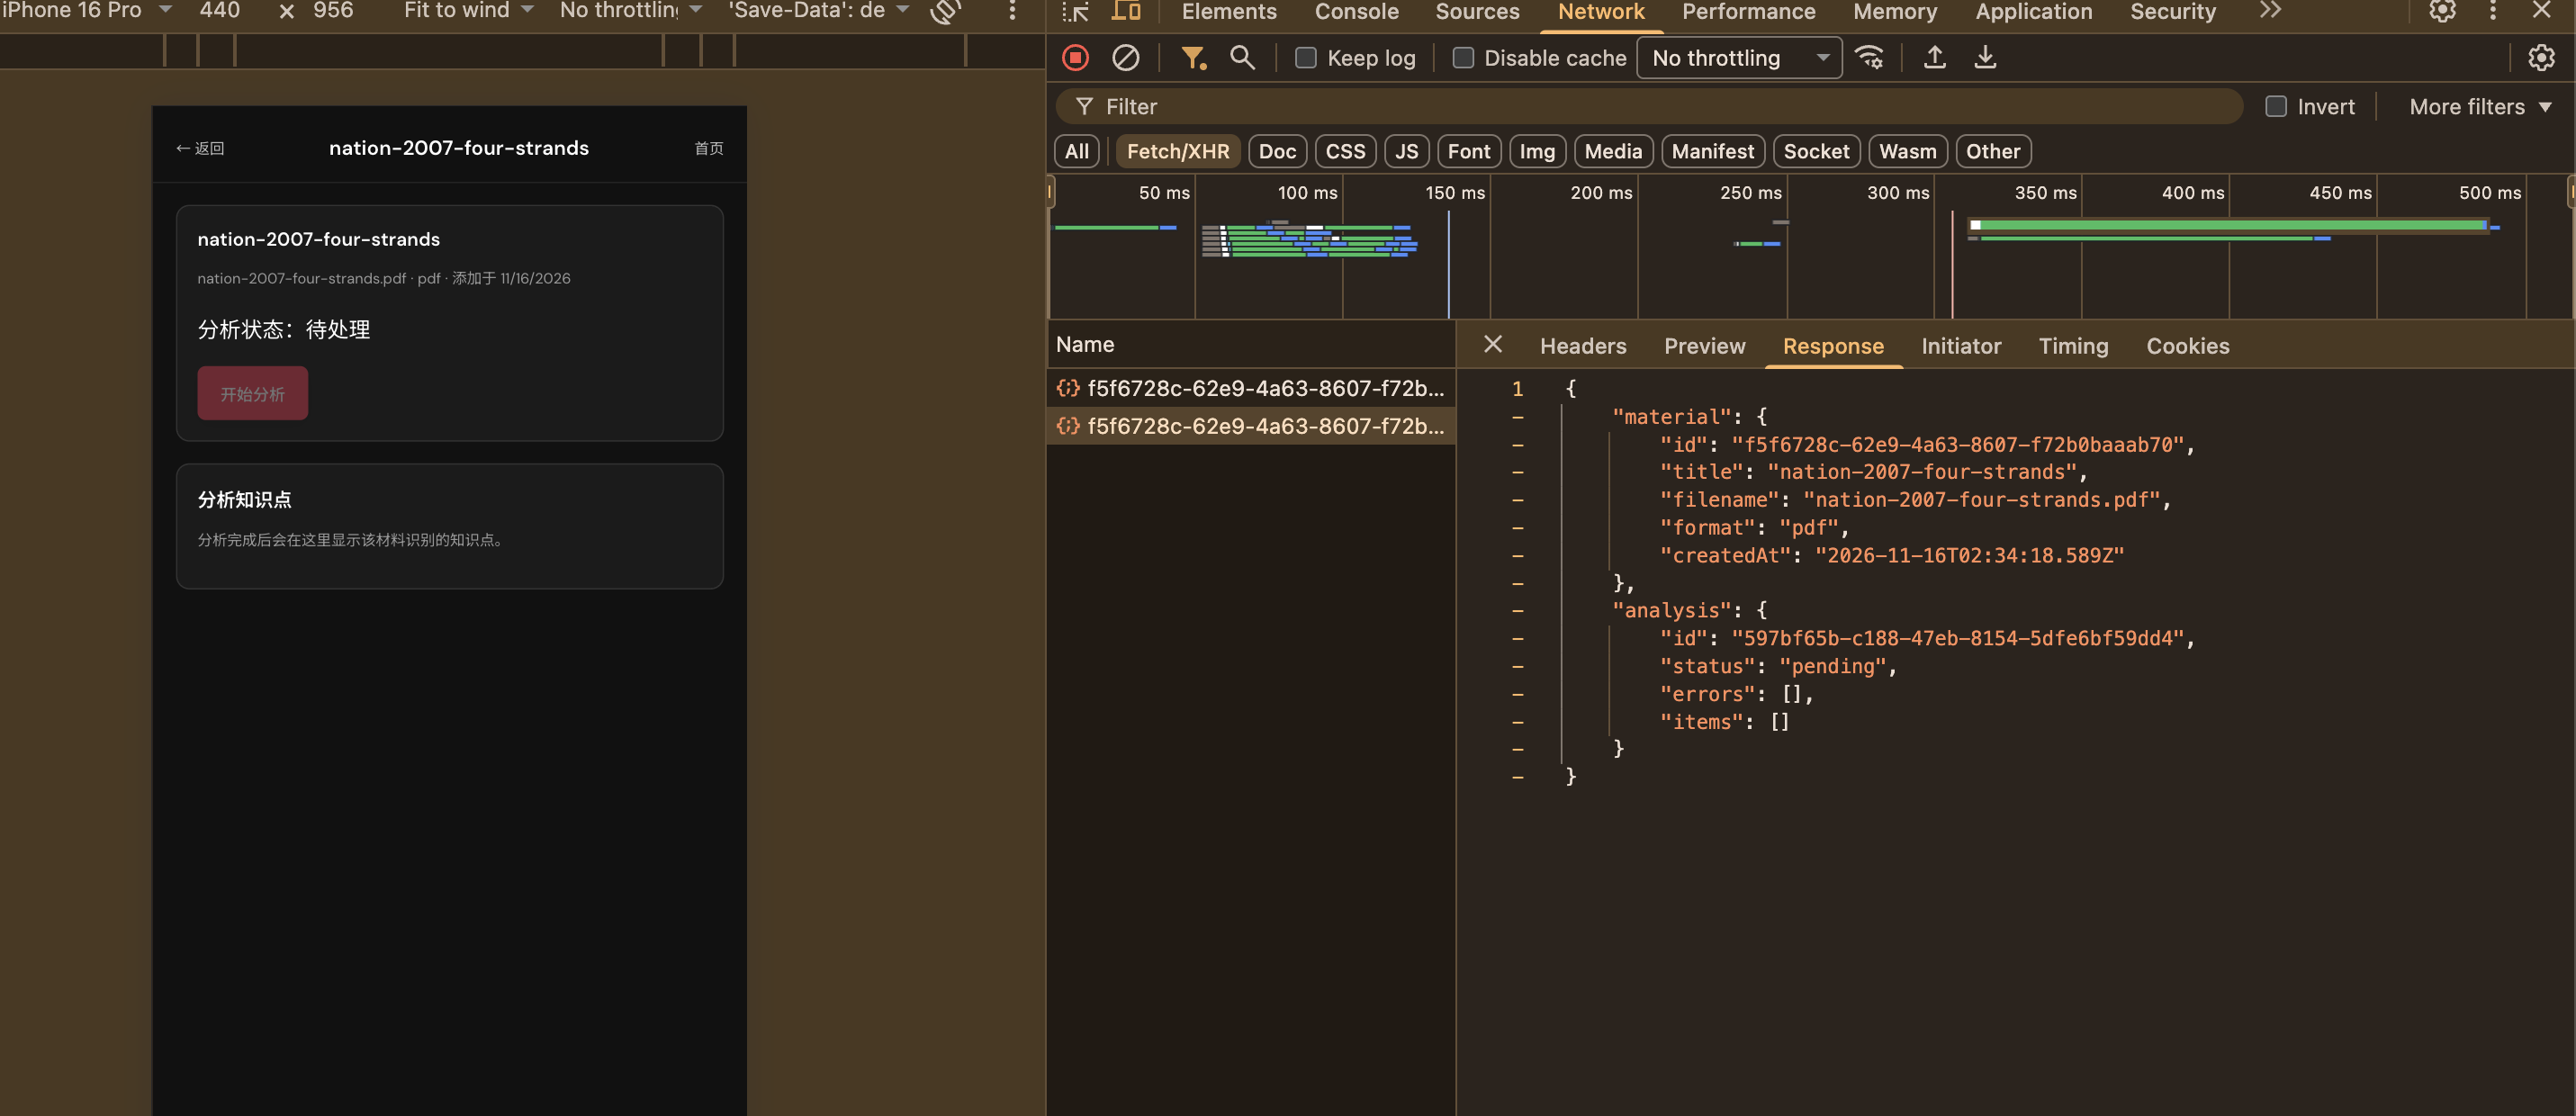 iPhone 16 Pro 440 × 956 Fit to wind No throttling 'Save-Data': de
Elements Console Sources Network Performance Memory Application Security
Keep log Disable cache No throttling
Filter Invert More filters
All Fetch/XHR Doc CSS JS Font Img Media Manifest Socket Wasm Other
50 ms 100 ms 150 ms 200 ms 250 ms 300 ms 350 ms 400 ms 450 ms 500 ms
← 返回 nation-2007-four-strands 首页
nation-2007-four-strands
nation-2007-four-strands.pdf · pdf · 添加于 11/16/2026
分析状态：待处理
开始分析
分析知识点
分析完成后会在这里显示该材料识别的知识点。
Name
f5f6728c-62e9-4a63-8607-f72b...
f5f6728c-62e9-4a63-8607-f72b...
Headers Preview Response Initiator Timing Cookies
1 {
"material": {
"id": "f5f6728c-62e9-4a63-8607-f72b0baaab70",
"title": "nation-2007-four-strands",
"filename": "nation-2007-four-strands.pdf",
"format": "pdf",
"createdAt": "2026-11-16T02:34:18.589Z"
},
"analysis": {
"id": "597bf65b-c188-47eb-8154-5dfe6bf59dd4",
"status": "pending",
"errors": [],
"items": []
}
}